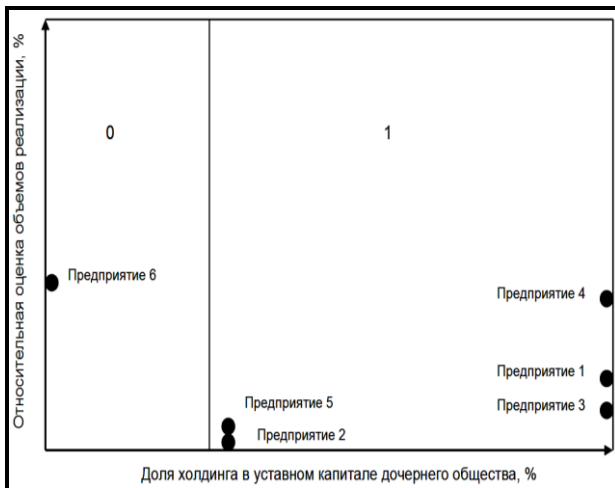 Относительная оценка объемов реализации, %
0
1
Предприятие 6
Предприятие 4
Предприятие 1
Предприятие 5
Предприятие 3
Предприятие 2
Доля холдинга в уставном капитале дочернего общества, %